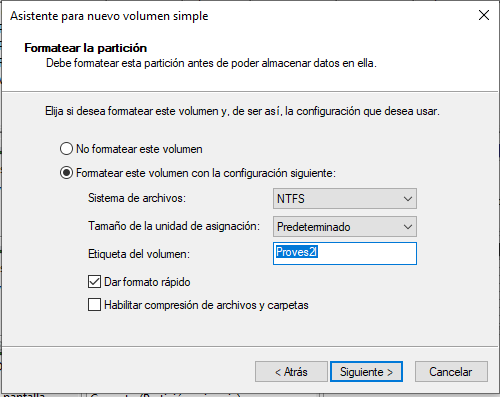 Asistente para nuevo volumen simple
Formatear la partición
Debe formatear esta partición antes de poder almacenar datos en ella.
Elija si desea formatear este volumen y, de ser así, la configuración que desea usar.
No formatear este volumen
Formatear este volumen con la configuración siguiente:
Sistema de archivos: NTFS
Tamaño de la unidad de asignación: Predeterminado
Etiqueta del volumen: Proves2
Dar formato rápido
Habilitar compresión de archivos y carpetas
< Atrás Siguiente > Cancelar